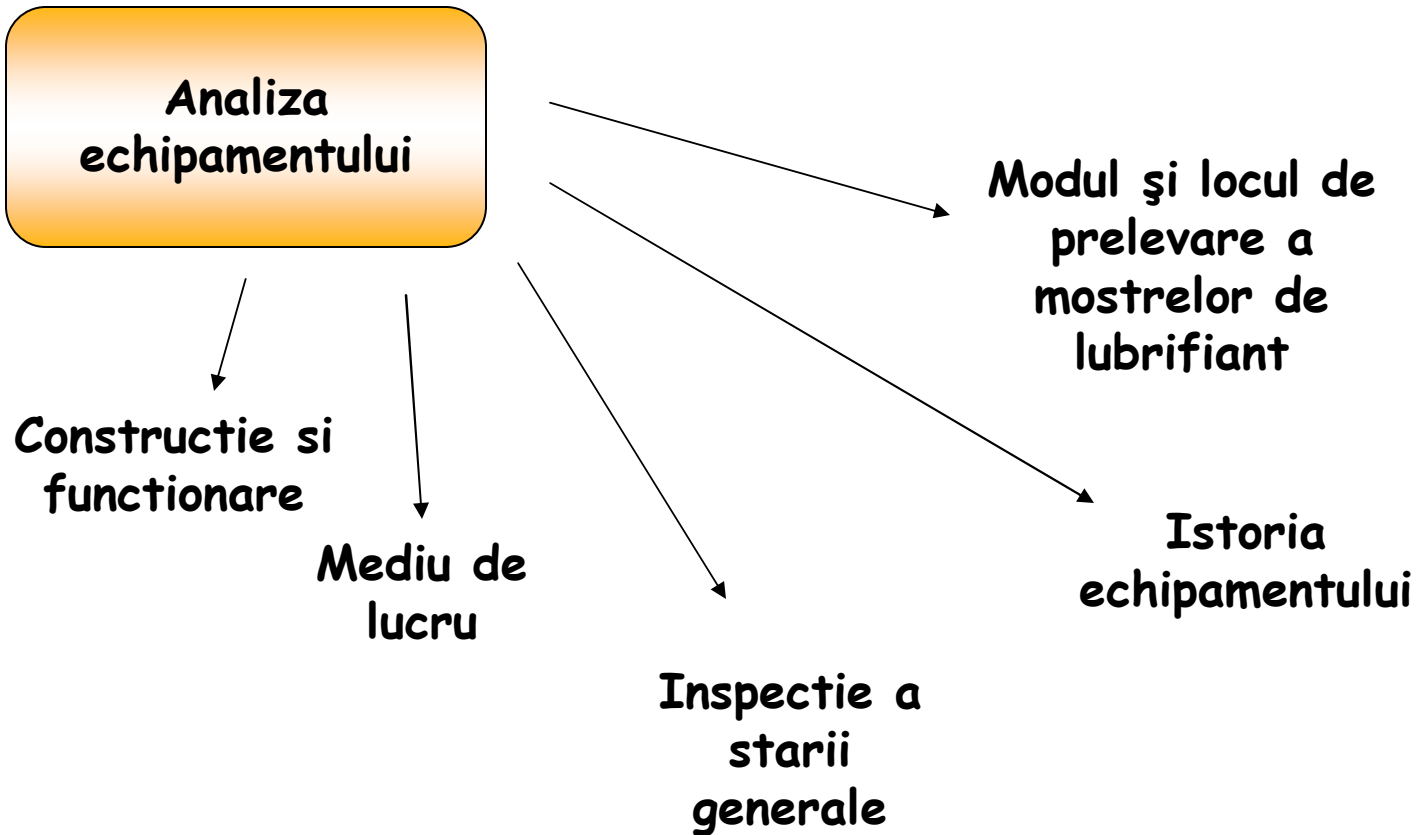 Analiza
echipamentului
Modul şi locul de
prelevare a
mostrelor de
lubrifiant
Constructie si
functionare
Mediu de
lucru
Istoria
echipamentului
Inspectie a
starii
generale